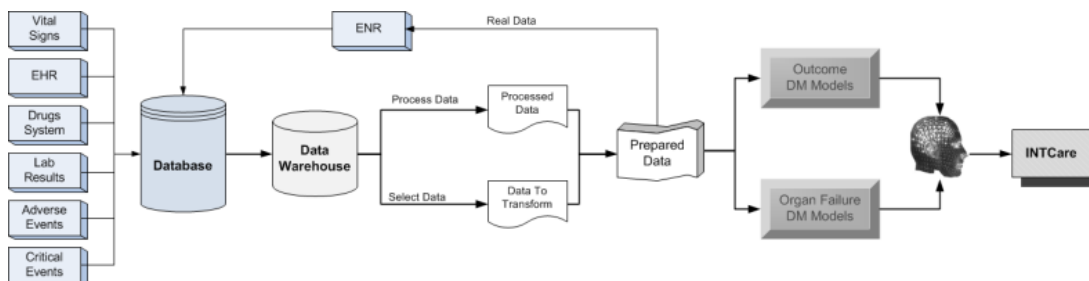 Vital
Signs
EHR
Drugs
System
Lab
Results
Adverse
Events
Critical
Events
Database
ENR
Real Data
Data
Warehouse
Process Data
Select Data
Processed
Data
Data To
Transform
Prepared
Data
Outcome
DM Models
Organ Failure
DM Models
INTCare